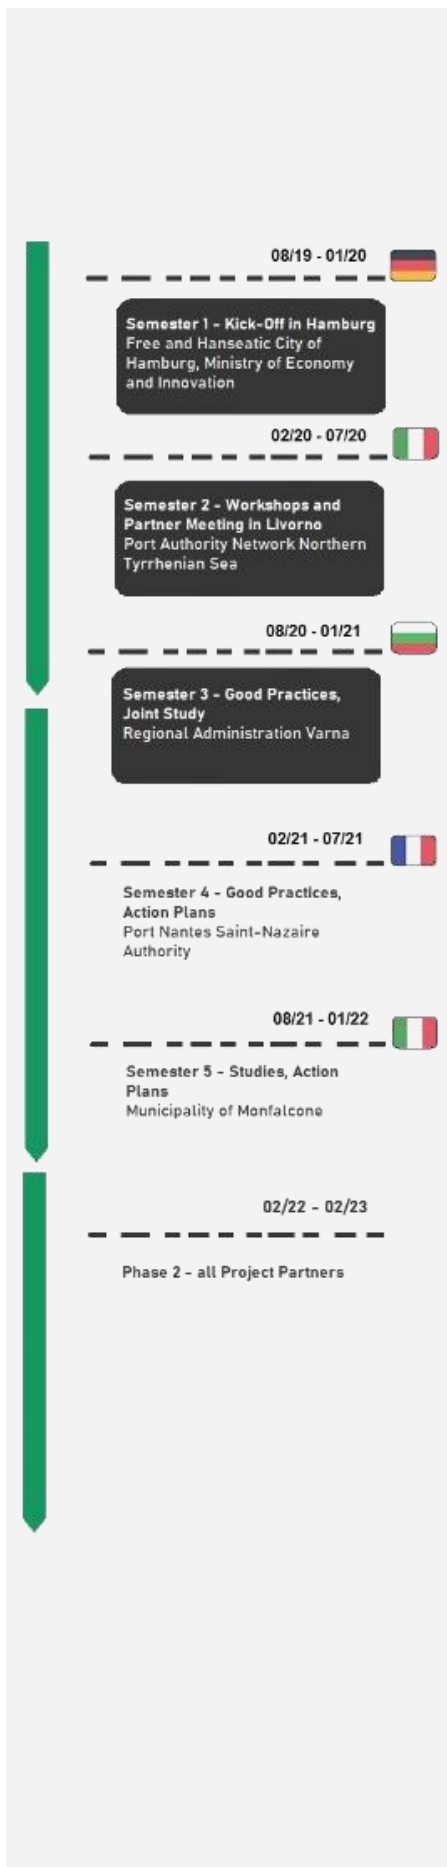 08/19 - 01/20
Semester 1 - Kick-Off in Hamburg
Free and Hanseatic City of
Hamburg, Ministry of Economy
and Innovation
02/20 - 07/20
Semester 2 - Workshops and
Partner Meeting in Livorno
Port Authority Network Northern
Tyrrhenian Sea
08/20 - 01/21
Semester 3 - Good Practices,
Joint Study
Regional Administration Varna
02/21 - 07/21
Semester 4 - Good Practices,
Action Plans
Port Nantes Saint-Nazaire
Authority
08/21 - 01/22
Semester 5 - Studies, Action
Plans
Municipality of Monfalcone
02/22 - 02/23
Phase 2 - all Project Partners